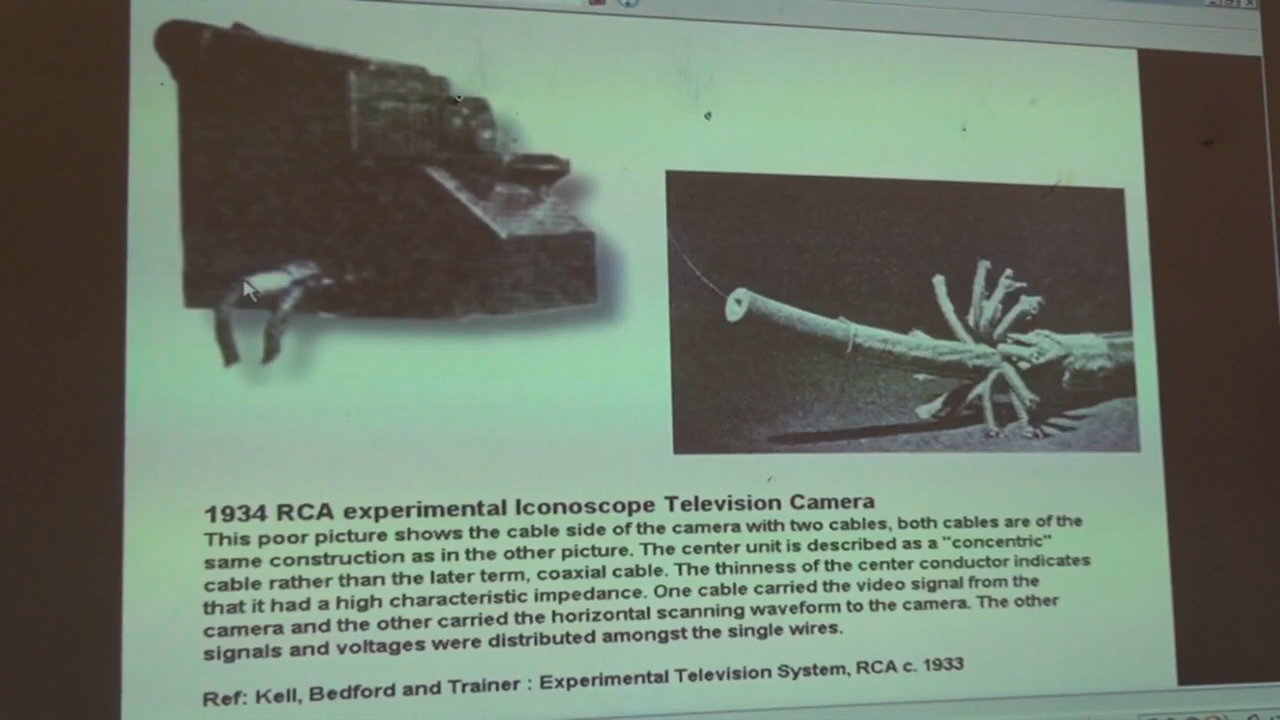 1934 RCA experimental Iconoscope Television Camera
This poor picture shows the cable side of the camera with two cables, both cables are of the
same construction as in the other picture. The center unit is described as a "concentric"
cable rather than the later term, coaxial cable. The thinness of the center conductor indicates
that it had a high characteristic impedance. One cable carried the video signal from the
camera and the other carried the horizontal scanning waveform to the camera. The other
signals and voltages were distributed amongst the single wires.
Ref: Kell, Bedford and Trainer : Experimental Television System, RCA c. 1933